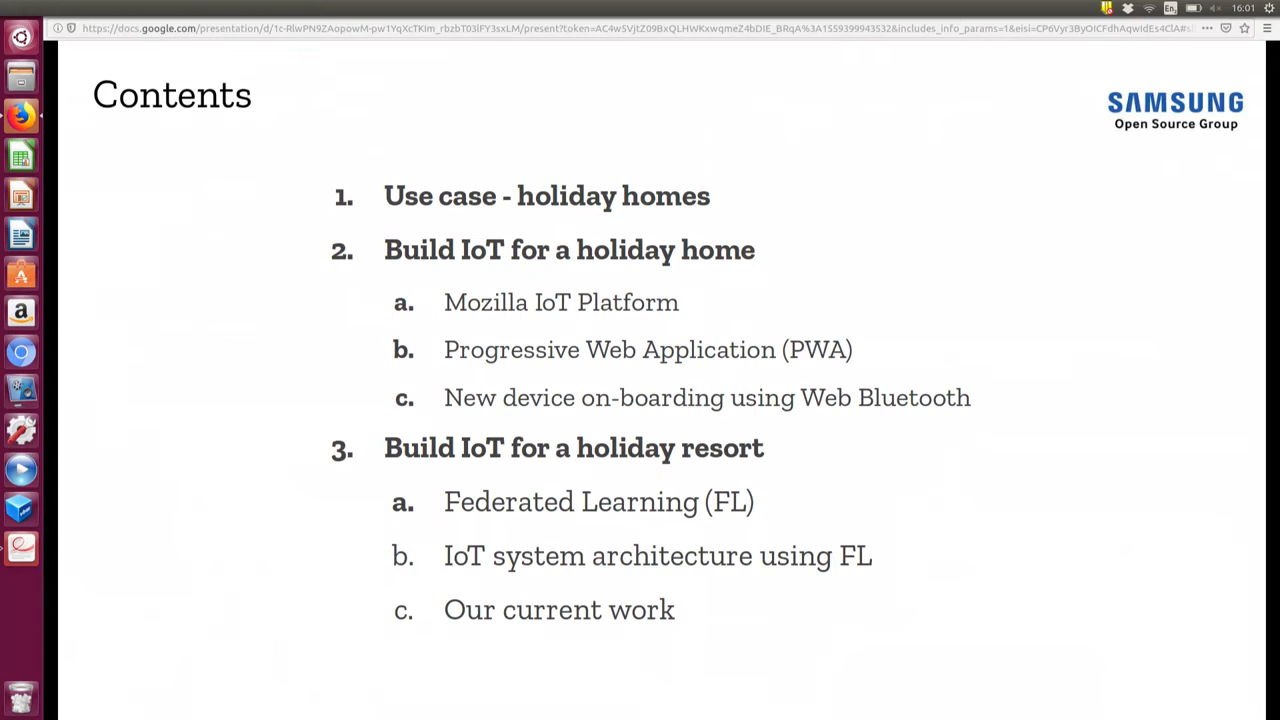 16:01
Contents
SAMSUNG
Open Source Group
1. Use case - holiday homes
2. Build IoT for a holiday home
a. Mozilla IoT Platform
b. Progressive Web Application (PWA)
c. New device on-boarding using Web Bluetooth
3. Build IoT for a holiday resort
a. Federated Learning (FL)
b. IoT system architecture using FL
c. Our current work